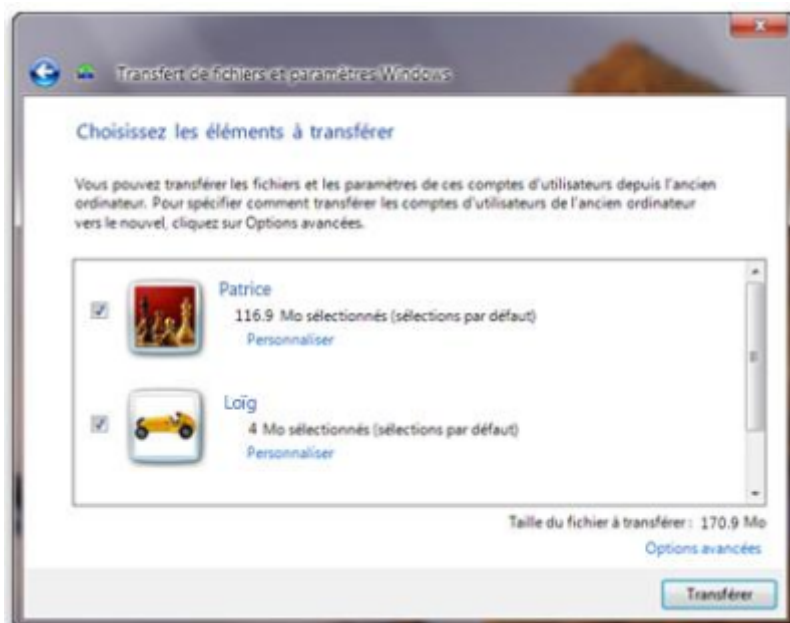 Transfert de fichiers et paramètres Windows
Choisissez les éléments à transférer
Vous pouvez transférer les fichiers et les paramètres de ces comptes d'utilisateurs depuis l'ancien
ordinateur. Pour spécifier comment transférer les comptes d'utilisateurs de l'ancien ordinateur
vers le nouvel, cliquez sur Options avancées.
Patrice
116.9 Mo sélectionnés (sélections par défaut)
Personnaliser
Loïg
4 Mo sélectionnés (sélections par défaut)
Personnaliser
Taille du fichier à transférer : 170.9 Mo
Options avancées
Transférer